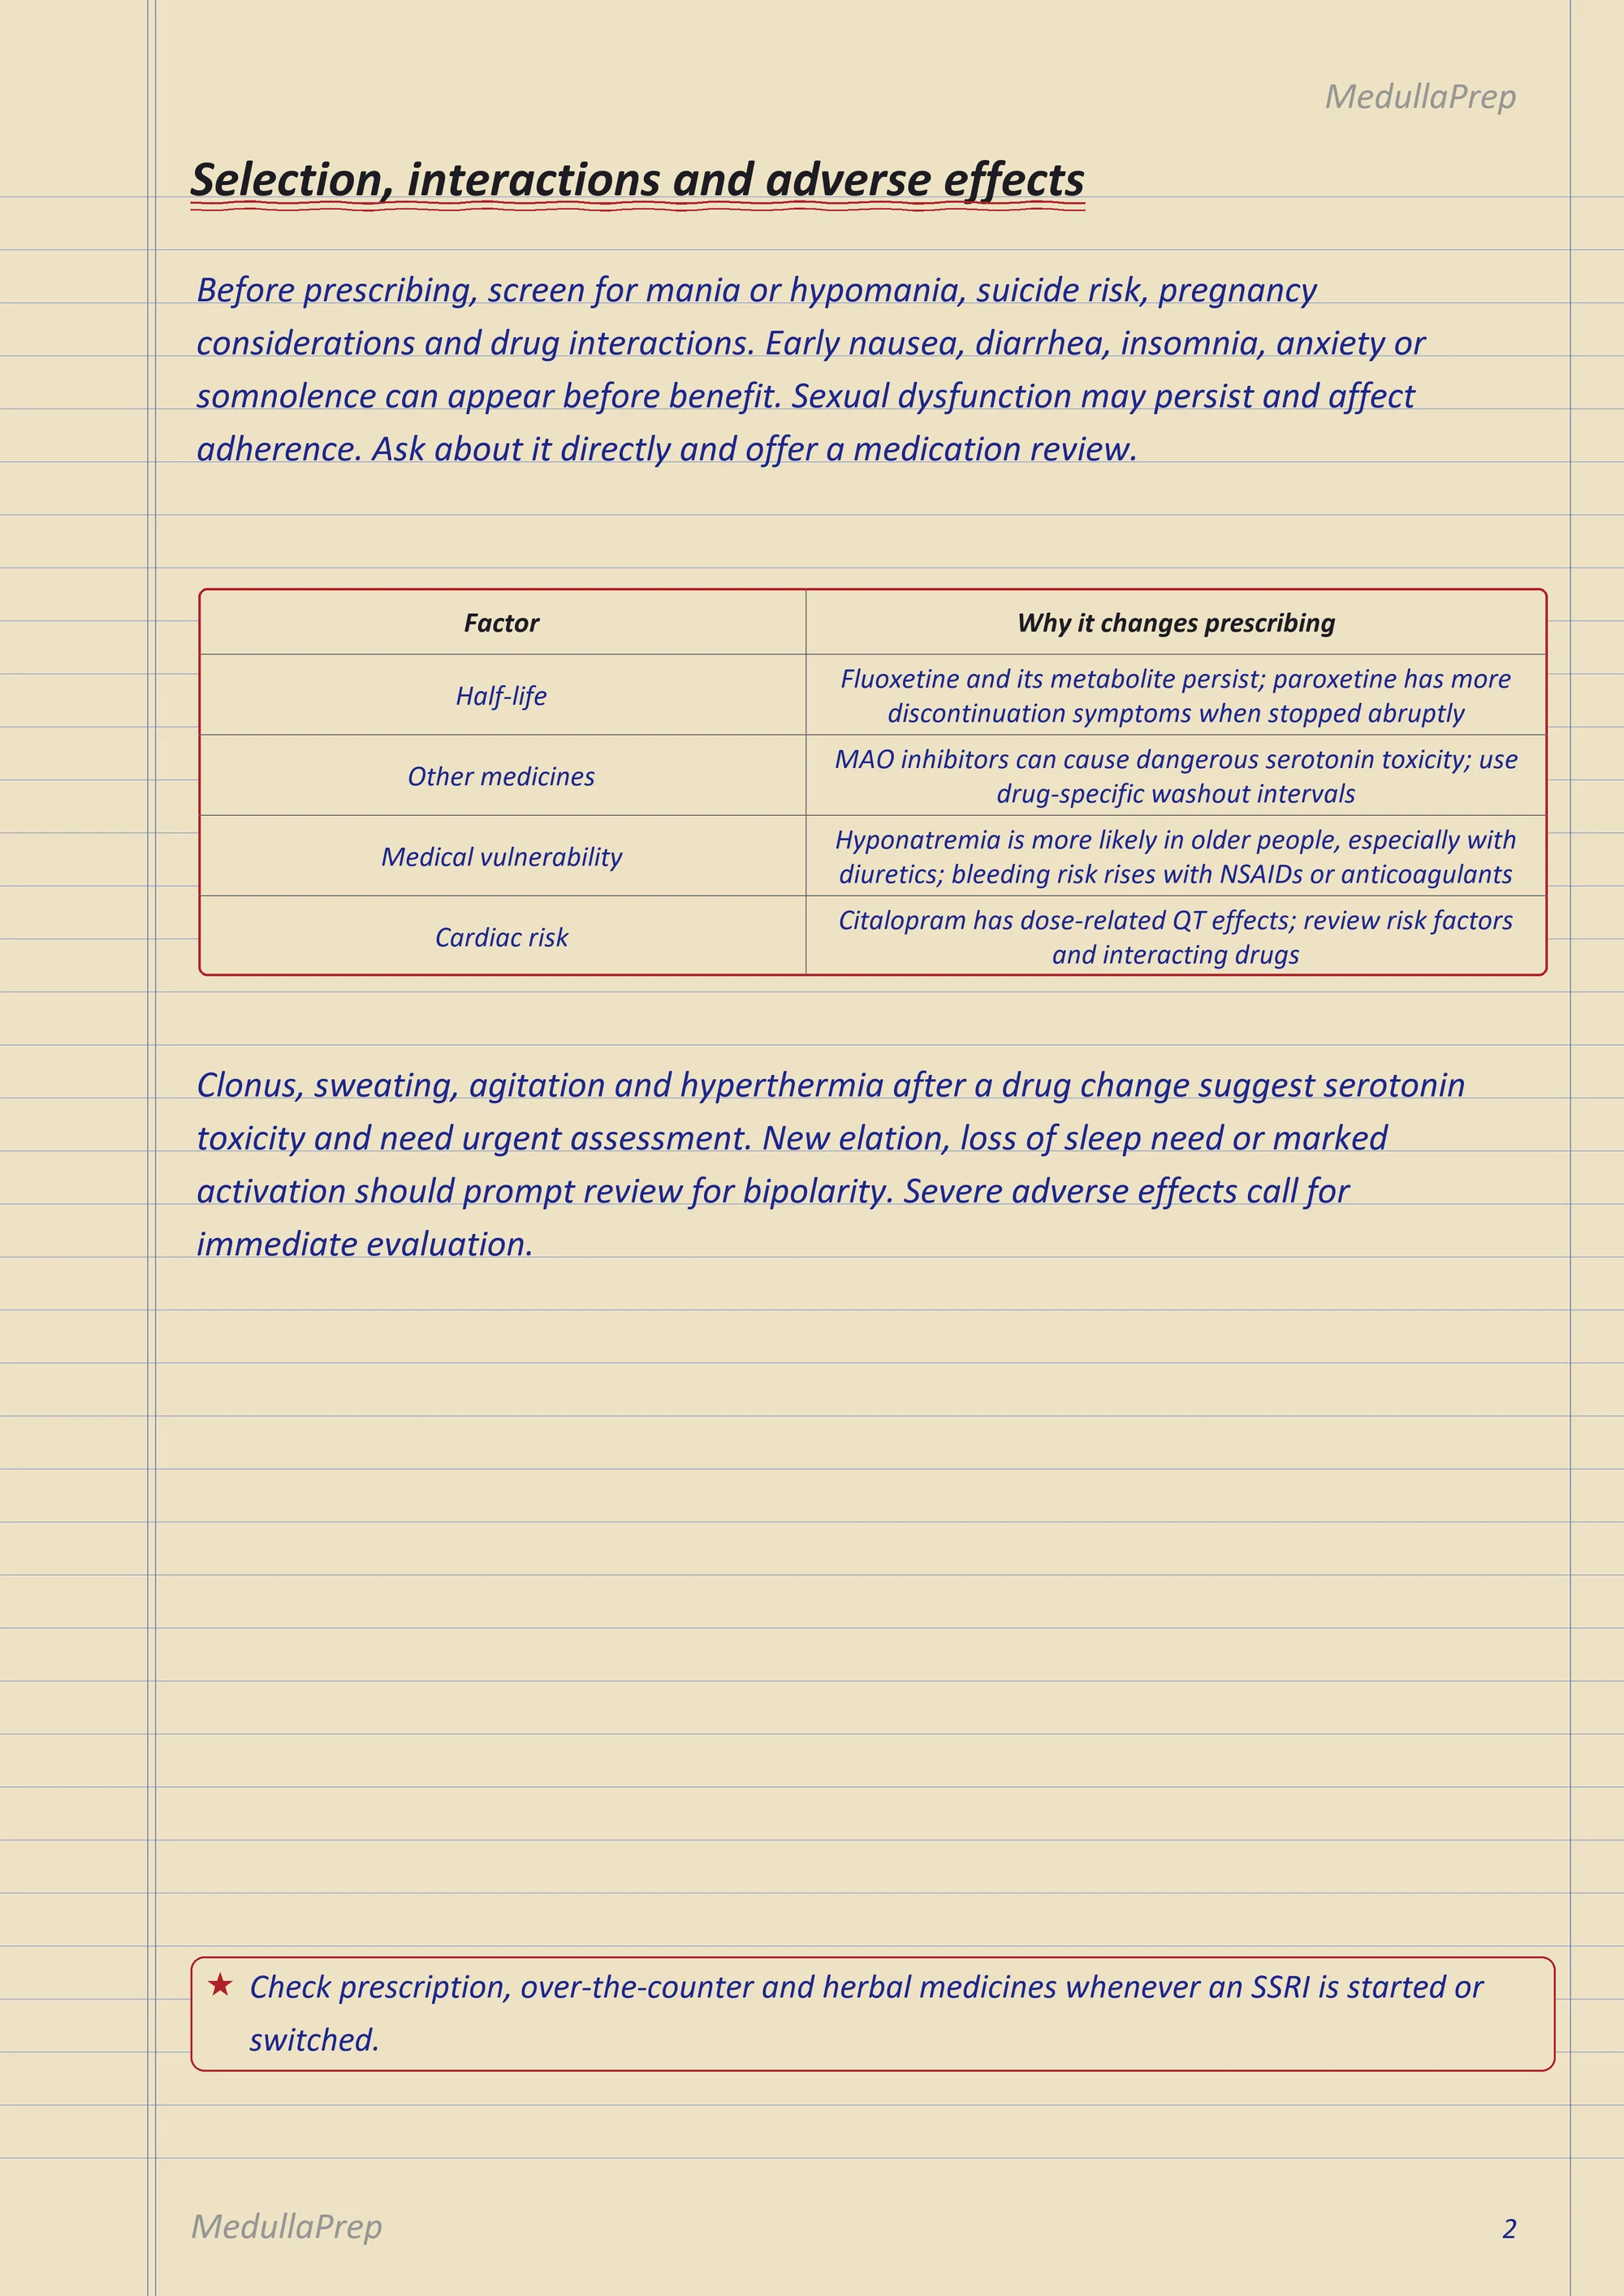 MedullaPrep
Selection, interactions and adverse effects
Before prescribing, screen for mania or hypomania, suicide risk, pregnancy
considerations and drug interactions. Early nausea, diarrhea, insomnia, anxiety or
somnolence can appear before benefit. Sexual dysfunction may persist and affect
adherence. Ask about it directly and offer a medication review.
Factor
Why it changes prescribing
Half-life
Fluoxetine and its metabolite persist; paroxetine has more
discontinuation symptoms when stopped abruptly
Other medicines
MAO inhibitors can cause dangerous serotonin toxicity; use
drug-specific washout intervals
Medical vulnerability
Hyponatremia is more likely in older people, especially with
diuretics; bleeding risk rises with NSAIDs or anticoagulants
Cardiac risk
Citalopram has dose-related QT effects; review risk factors
and interacting drugs
Clonus, sweating, agitation and hyperthermia after a drug change suggest serotonin
toxicity and need urgent assessment. New elation, loss of sleep need or marked
activation should prompt review for bipolarity. Severe adverse effects call for
immediate evaluation.
★ Check prescription, over-the-counter and herbal medicines whenever an SSRI is started or
switched.
MedullaPrep
2